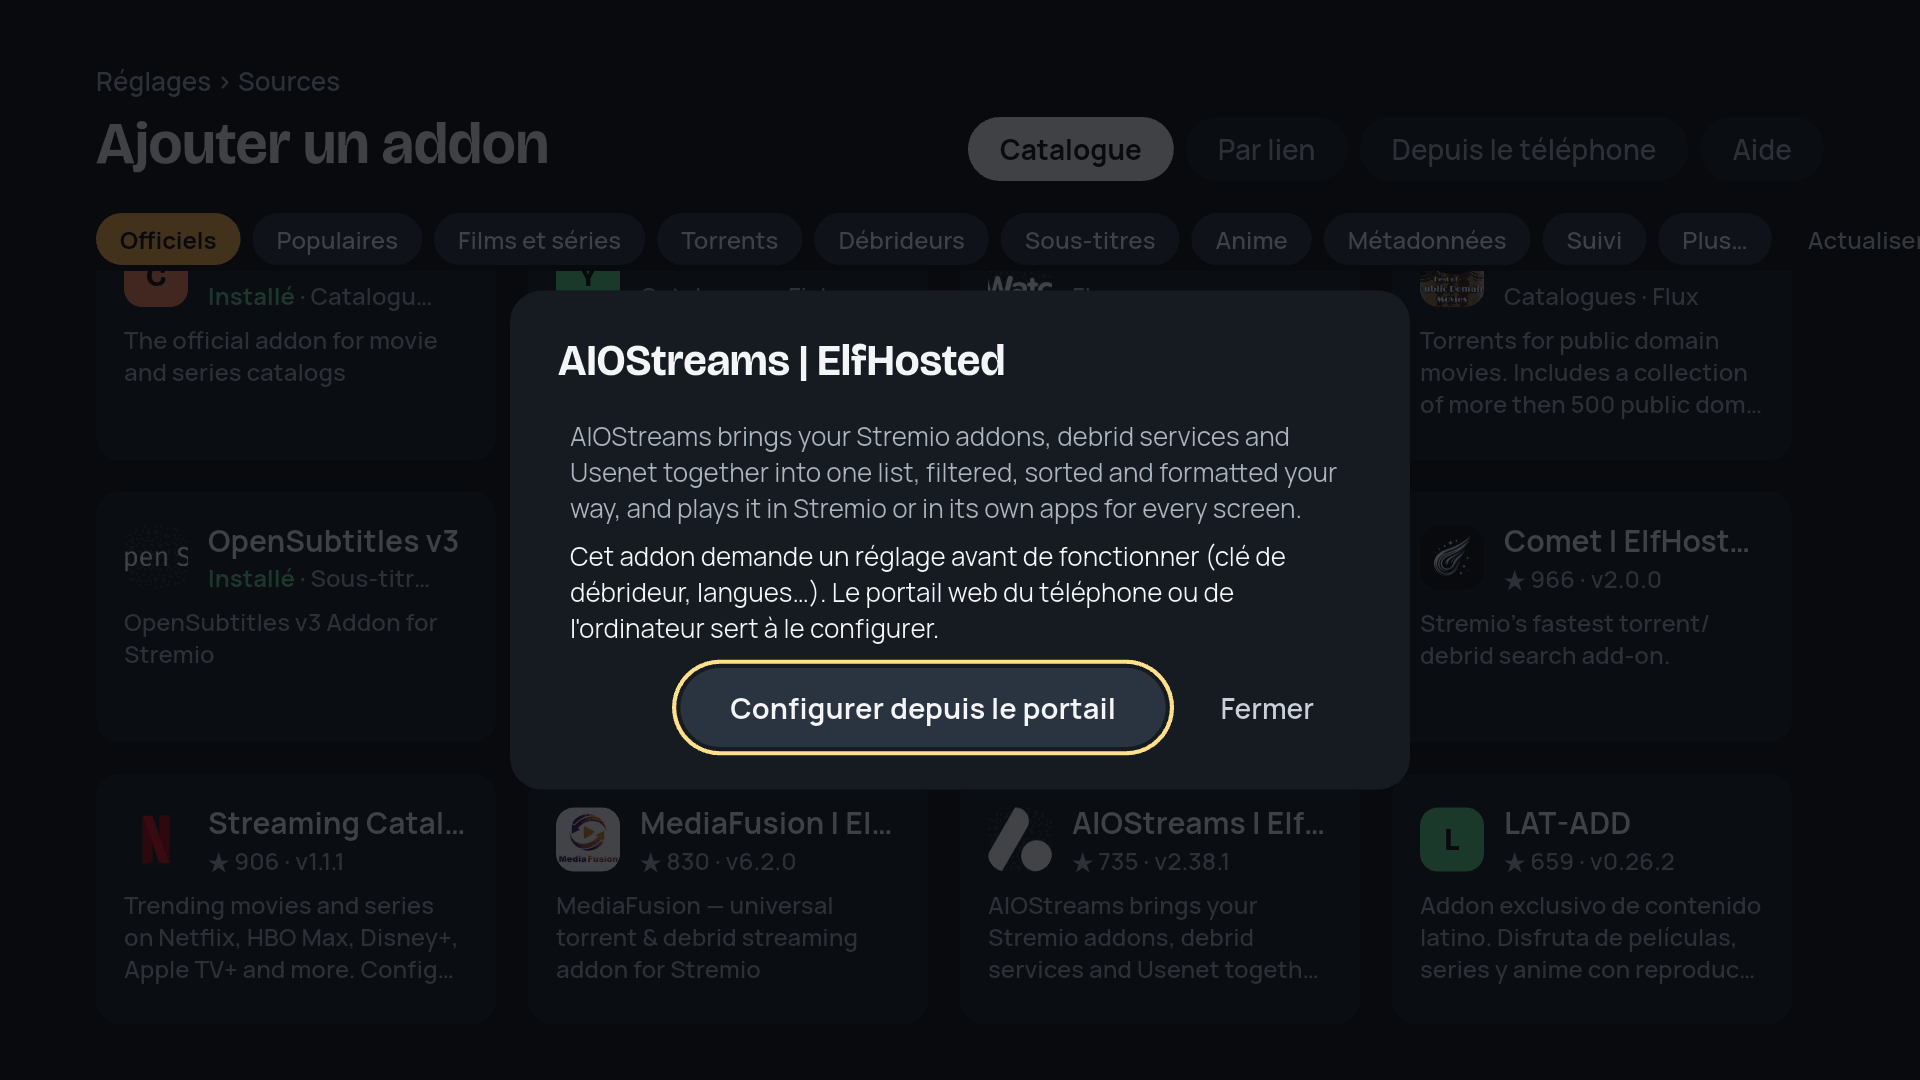 Réglages › Sources
Ajouter un addon
Catalogue
Par lien
Depuis le téléphone
Aide
Officiels
Populaires
Films et séries
Torrents
Débrideurs
Sous-titres
Anime
Métadonnées
Suivi
Plus…
Actualiser
C
Installé · Catalogu…
The official addon for movie
and series catalogs
Y
Catalogues · Flux
Torrents for public domain
movies. Includes a collection
of more then 500 public dom…
AIOStreams | ElfHosted
AIOStreams brings your Stremio addons, debrid services and
Usenet together into one list, filtered, sorted and formatted your
way, and plays it in Stremio or in its own apps for every screen.
Cet addon demande un réglage avant de fonctionner (clé de
débrideur, langues…). Le portail web du téléphone ou de
l'ordinateur sert à le configurer.
Configurer depuis le portail
Fermer
pen S
OpenSubtitles v3
Installé · Sous-titr…
OpenSubtitles v3 Addon for
Stremio
Comet | ElfHost…
★ 966 · v2.0.0
Stremio's fastest torrent/
debrid search add-on.
N
Streaming Catal…
★ 906 · v1.1.1
Trending movies and series
on Netflix, HBO Max, Disney+,
Apple TV+ and more. Config…
MediaFusion
MediaFusion | El…
★ 830 · v6.2.0
MediaFusion — universal
torrent & debrid streaming
addon for Stremio
AIOStreams | Elf…
★ 735 · v2.38.1
AIOStreams brings your
Stremio addons, debrid
services and Usenet togeth…
L
LAT-ADD
★ 659 · v0.26.2
Addon exclusivo de contenido
latino. Disfruta de películas,
series y anime con reproduc…